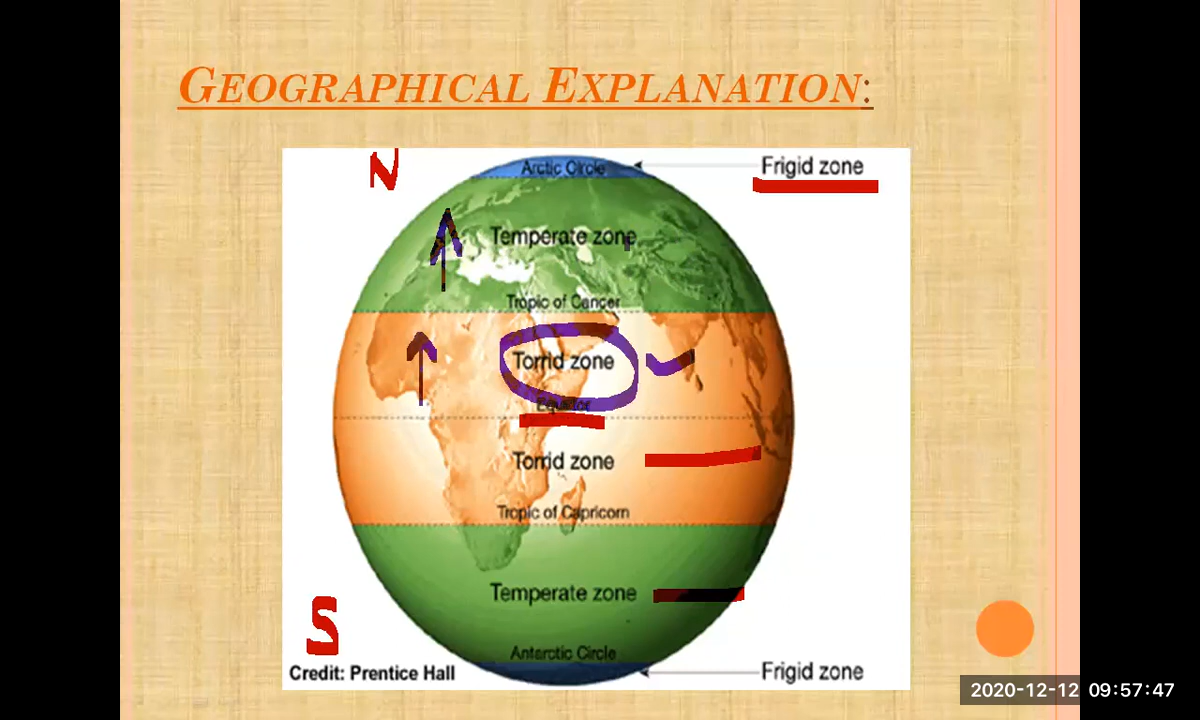 GEOGRAPHICAL EXPLANATION:
N
Arctic Circle
Frigid zone
Temperate zone
Tropic of Cancer
Torrid zone
Equator
Torrid zone
Tropic of Capricorn
Temperate zone
S
Antarctic Circle
Credit: Prentice Hall
Frigid zone
2020-12-12 09:57:47